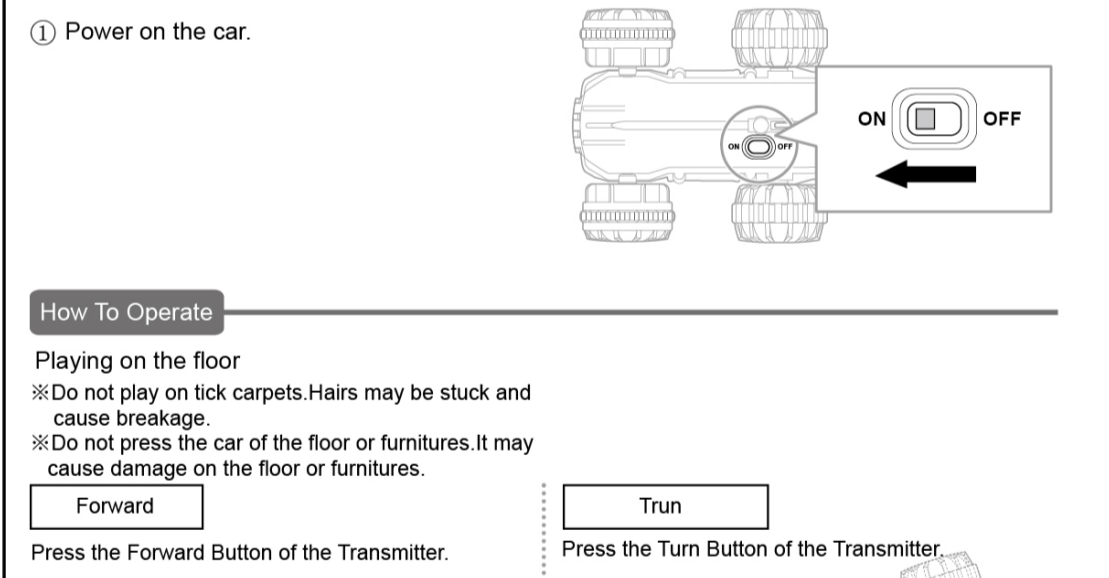 ① Power on the car.
ON OFF
ON OFF
How To Operate
Playing on the floor
※Do not play on tick carpets.Hairs may be stuck and
cause breakage.
※Do not press the car of the floor or furnitures.It may
cause damage on the floor or furnitures.
Forward
Press the Forward Button of the Transmitter.
Trun
Press the Turn Button of the Transmitter.